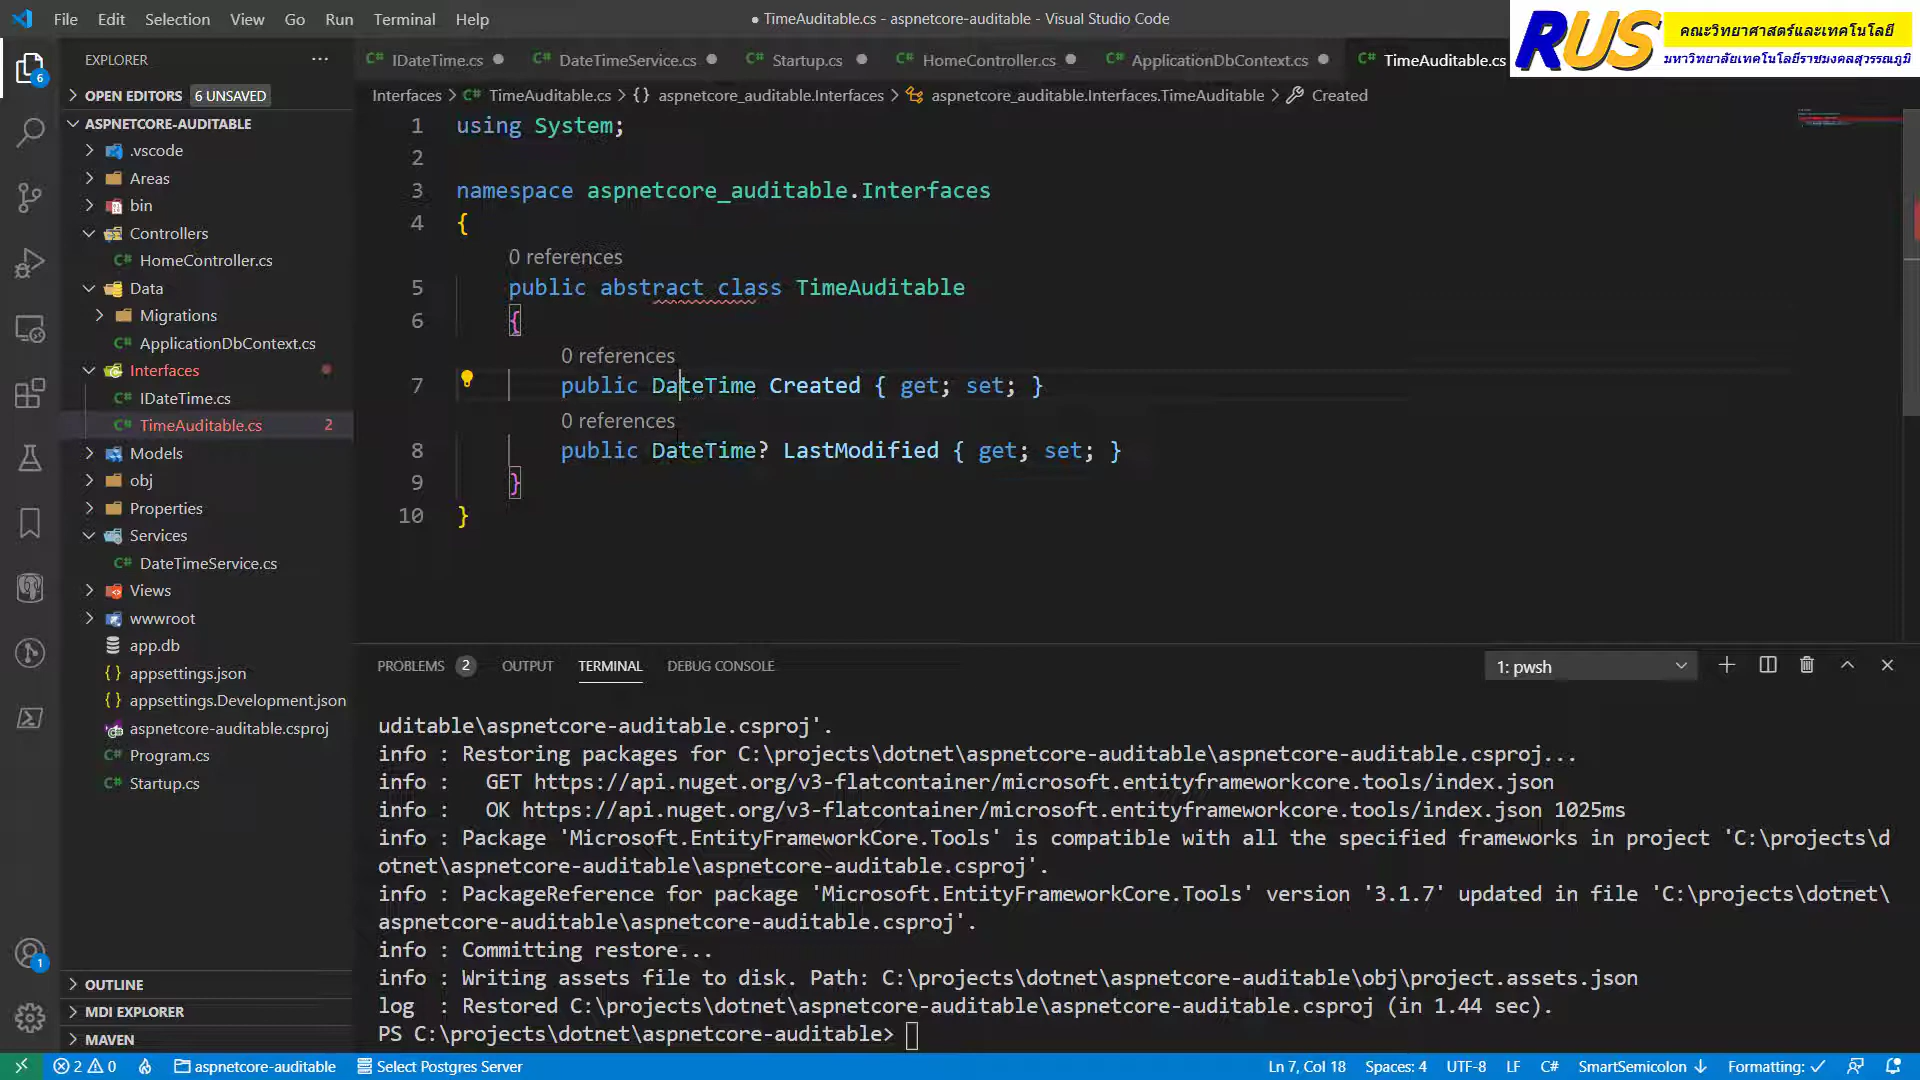 File Edit Selection View Go Run Terminal Help
● TimeAuditable.cs - aspnetcore-auditable - Visual Studio Code
RUS คณะวิทยาศาสตร์และเทคโนโลยี
มหาวิทยาลัยเทคโนโลยีราชมงคลสุวรรณภูมิ
EXPLORER
IDateTime.cs
DateTimeService.cs
Startup.cs
HomeController.cs
ApplicationDbContext.cs
TimeAuditable.cs
Interfaces > TimeAuditable.cs > {} aspnetcore_auditable.Interfaces > aspnetcore_auditable.Interfaces.TimeAuditable > Created
6
OPEN EDITORS 6 UNSAVED
ASPNETCORE-AUDITABLE
.vscode
Areas
bin
Controllers
HomeController.cs
Data
Migrations
ApplicationDbContext.cs
Interfaces
IDateTime.cs
TimeAuditable.cs 2
Models
obj
Properties
Services
DateTimeService.cs
Views
wwwroot
app.db
appsettings.json
appsettings.Development.json
aspnetcore-auditable.csproj
Program.cs
Startup.cs
OUTLINE
MDI EXPLORER
MAVEN
1
1 using System;
2
3 namespace aspnetcore_auditable.Interfaces
4 {
0 references
5 public abstract class TimeAuditable
6 {
0 references
7 public DateTime Created { get; set; }
0 references
8 public DateTime? LastModified { get; set; }
9 }
10 }
PROBLEMS 2 OUTPUT TERMINAL DEBUG CONSOLE
1: pwsh
uditable\aspnetcore-auditable.csproj'.
info : Restoring packages for C:\projects\dotnet\aspnetcore-auditable\aspnetcore-auditable.csproj...
info :   GET https://api.nuget.org/v3-flatcontainer/microsoft.entityframeworkcore.tools/index.json
info :   OK https://api.nuget.org/v3-flatcontainer/microsoft.entityframeworkcore.tools/index.json 1025ms
info : Package 'Microsoft.EntityFrameworkCore.Tools' is compatible with all the specified frameworks in project 'C:\projects\d
otnet\aspnetcore-auditable\aspnetcore-auditable.csproj'.
info : PackageReference for package 'Microsoft.EntityFrameworkCore.Tools' version '3.1.7' updated in file 'C:\projects\dotnet\
aspnetcore-auditable\aspnetcore-auditable.csproj'.
info : Committing restore...
info : Writing assets file to disk. Path: C:\projects\dotnet\aspnetcore-auditable\obj\project.assets.json
log  : Restored C:\projects\dotnet\aspnetcore-auditable\aspnetcore-auditable.csproj (in 1.44 sec).
PS C:\projects\dotnet\aspnetcore-auditable>
2 0 aspnetcore-auditable Select Postgres Server
Ln 7, Col 18 Spaces: 4 UTF-8 LF C# SmartSemicolon ↓ Formatting: ✓